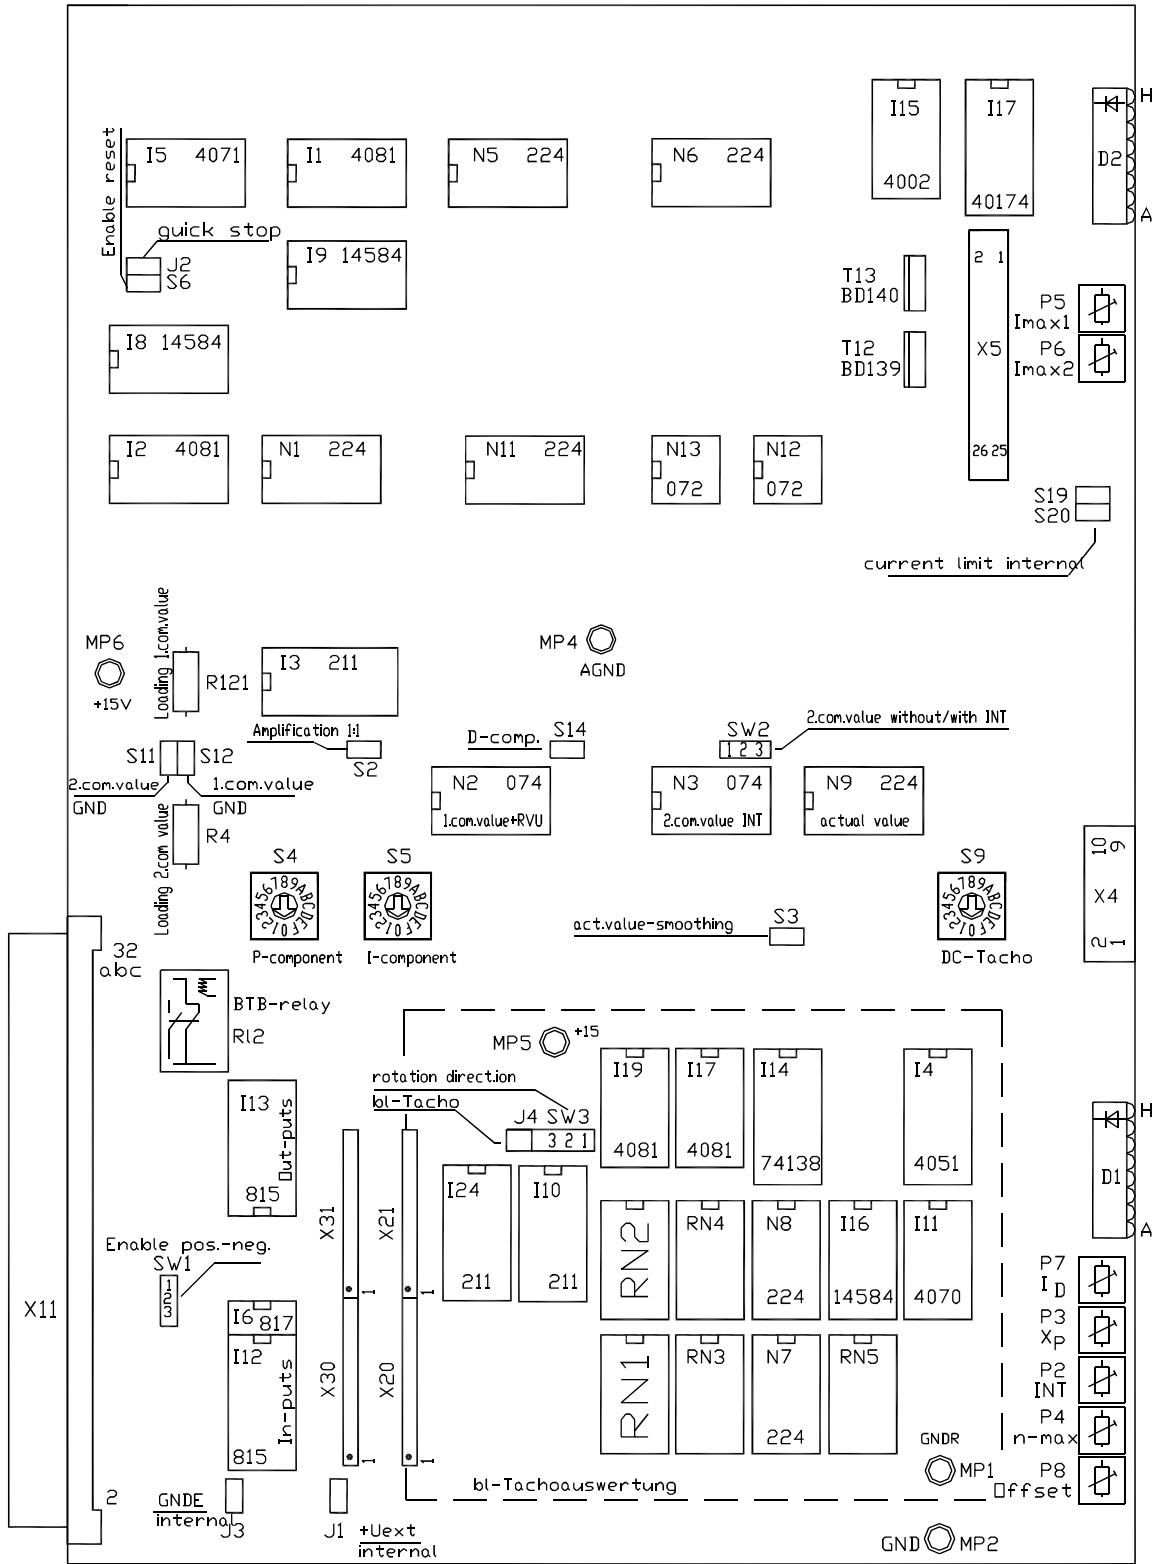 H
I15
I17
D2
4002
40174
A
Enable reset
I5 4071
I1 4081
N5 224
N6 224
guick stop
J2
S6
I9 14584
T13
BD140
2 1
X5
26 25
P5
Imax1
P6
Imax2
I8 14584
T12
BD139
I2 4081
N1 224
N11 224
N13
072
N12
072
S19
S20
current limit internal
MP6
+15V
Loading 1.com.value
R121
I3 211
MP4
AGND
Amplification 1:1
S2
D-comp.
S14
SW2
1 2 3
2.com.value without/with INT
S11
S12
2.com.value
GND
1.com.value
GND
N2 074
1.com.value+RVU
N3 074
2.com.value INT
N9 224
actual value
Loading 2.com value
R4
S4
0123456789ABCDEF
P-component
S5
0123456789ABCDEF
I-component
act.value-smoothing
S3
S9
0123456789ABCDEF
DC-Tacho
10
9
X4
2
1
32
abc
BTB-relay
Rl2
MP5
+15
rotation direction
bl-Tacho
J4 SW3
3 2 1
I19
4081
I17
4081
I14
74138
I4
4051
H
D1
A
I13
Out-puts
815
X31
X21
I24
211
I10
211
1
1
RN2
RN4
N8
224
I16
14584
I11
4070
Enable pos.-neg.
SW1
1
2
3
X11
I6 817
I12
In-puts
815
X30
X20
1
1
RN1
RN3
N7
224
RN5
P7
ID
P3
XP
P2
INT
P4
n-max
P8
Offset
GNDR
MP1
bl-Tachoauswertung
2
GNDE
internal
J3
J1
+Uext
internal
GND
MP2